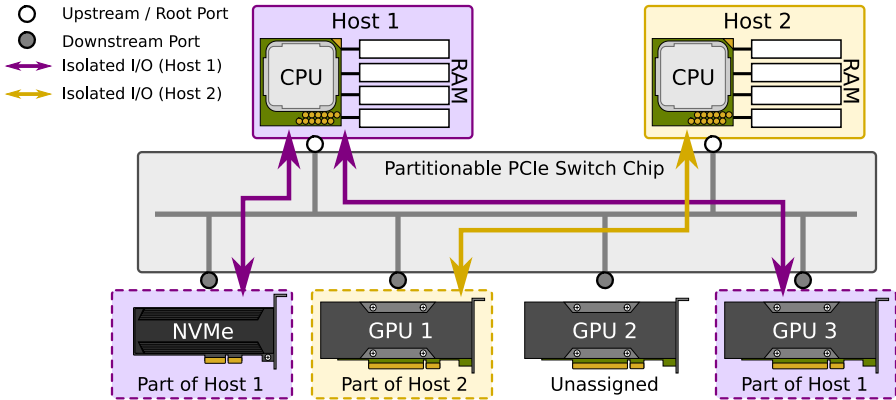 Upstream / Root Port
Downstream Port
Isolated I/O (Host 1)
Isolated I/O (Host 2)
Host 1
CPU
RAM
Host 2
CPU
RAM
Partitionable PCIe Switch Chip
NVMe
Part of Host 1
GPU 1
Part of Host 2
GPU 2
Unassigned
GPU 3
Part of Host 1